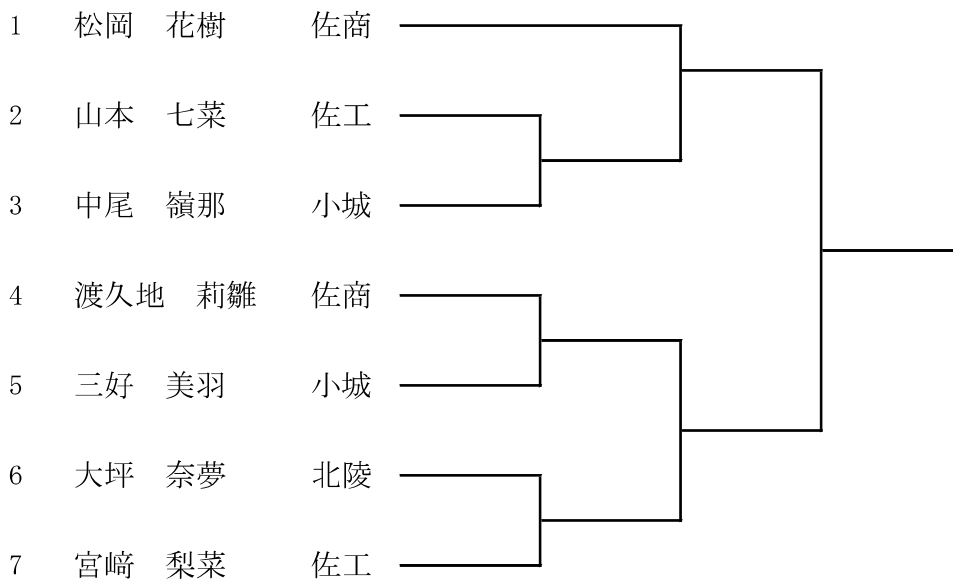 1 松岡 花樹 佐商
2 山本 七菜 佐工
3 中尾 嶺那 小城
4 渡久地 莉雛 佐商
5 三好 美羽 小城
6 大坪 奈夢 北陵
7 宮﨑 梨菜 佐工